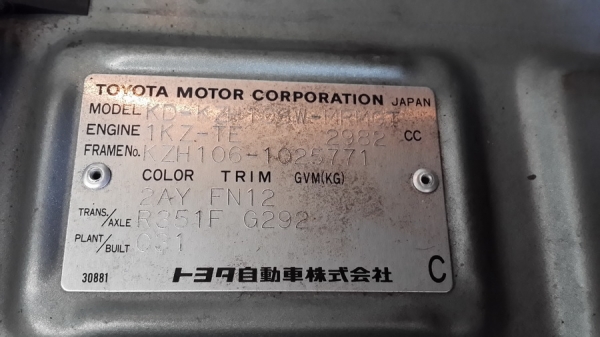 TOYOTA MOTOR CORPORATION JAPAN
MODEL
ENGINE 1KZ-TE 2982 CC
FRAME No. KZH106-1025771
COLOR TRIM GVM(KG)
2AY FN12
TRANS./AXLE R351F G292
PLANT/BUILT
30881 トヨタ自動車株式会社 C